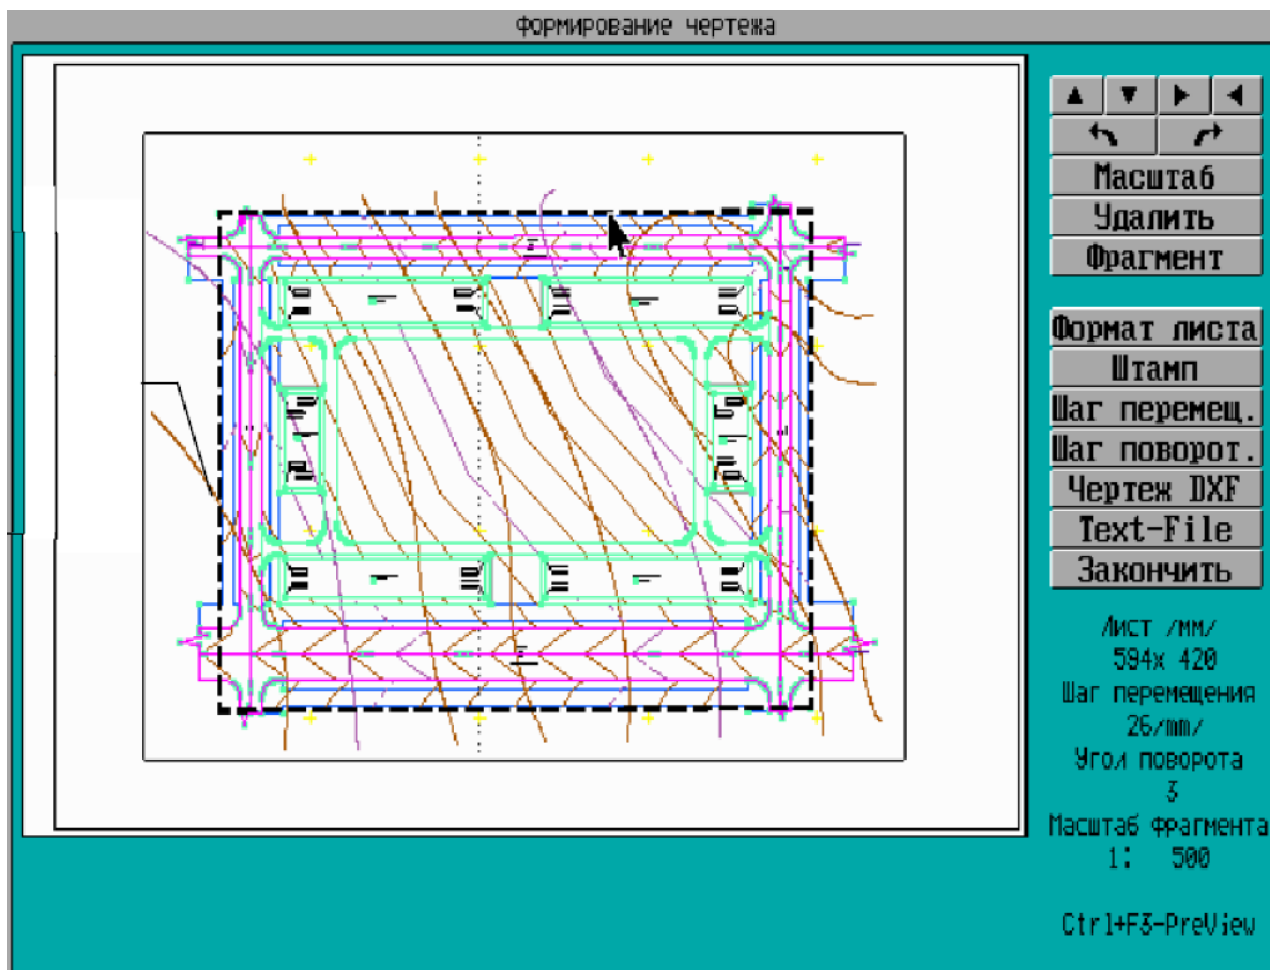 Формирование чертежа
Масштаб
Удалить
Фрагмент
Формат листа
Штамп
Шаг перемещ.
Шаг поворот.
Чертеж DXF
Text-File
Закончить
Лист /мм/
594x 420
Шаг перемещения
26/mm/
Угол поворота
3
Масштаб фрагмента
1: 500
Ctrl+F3-PreView